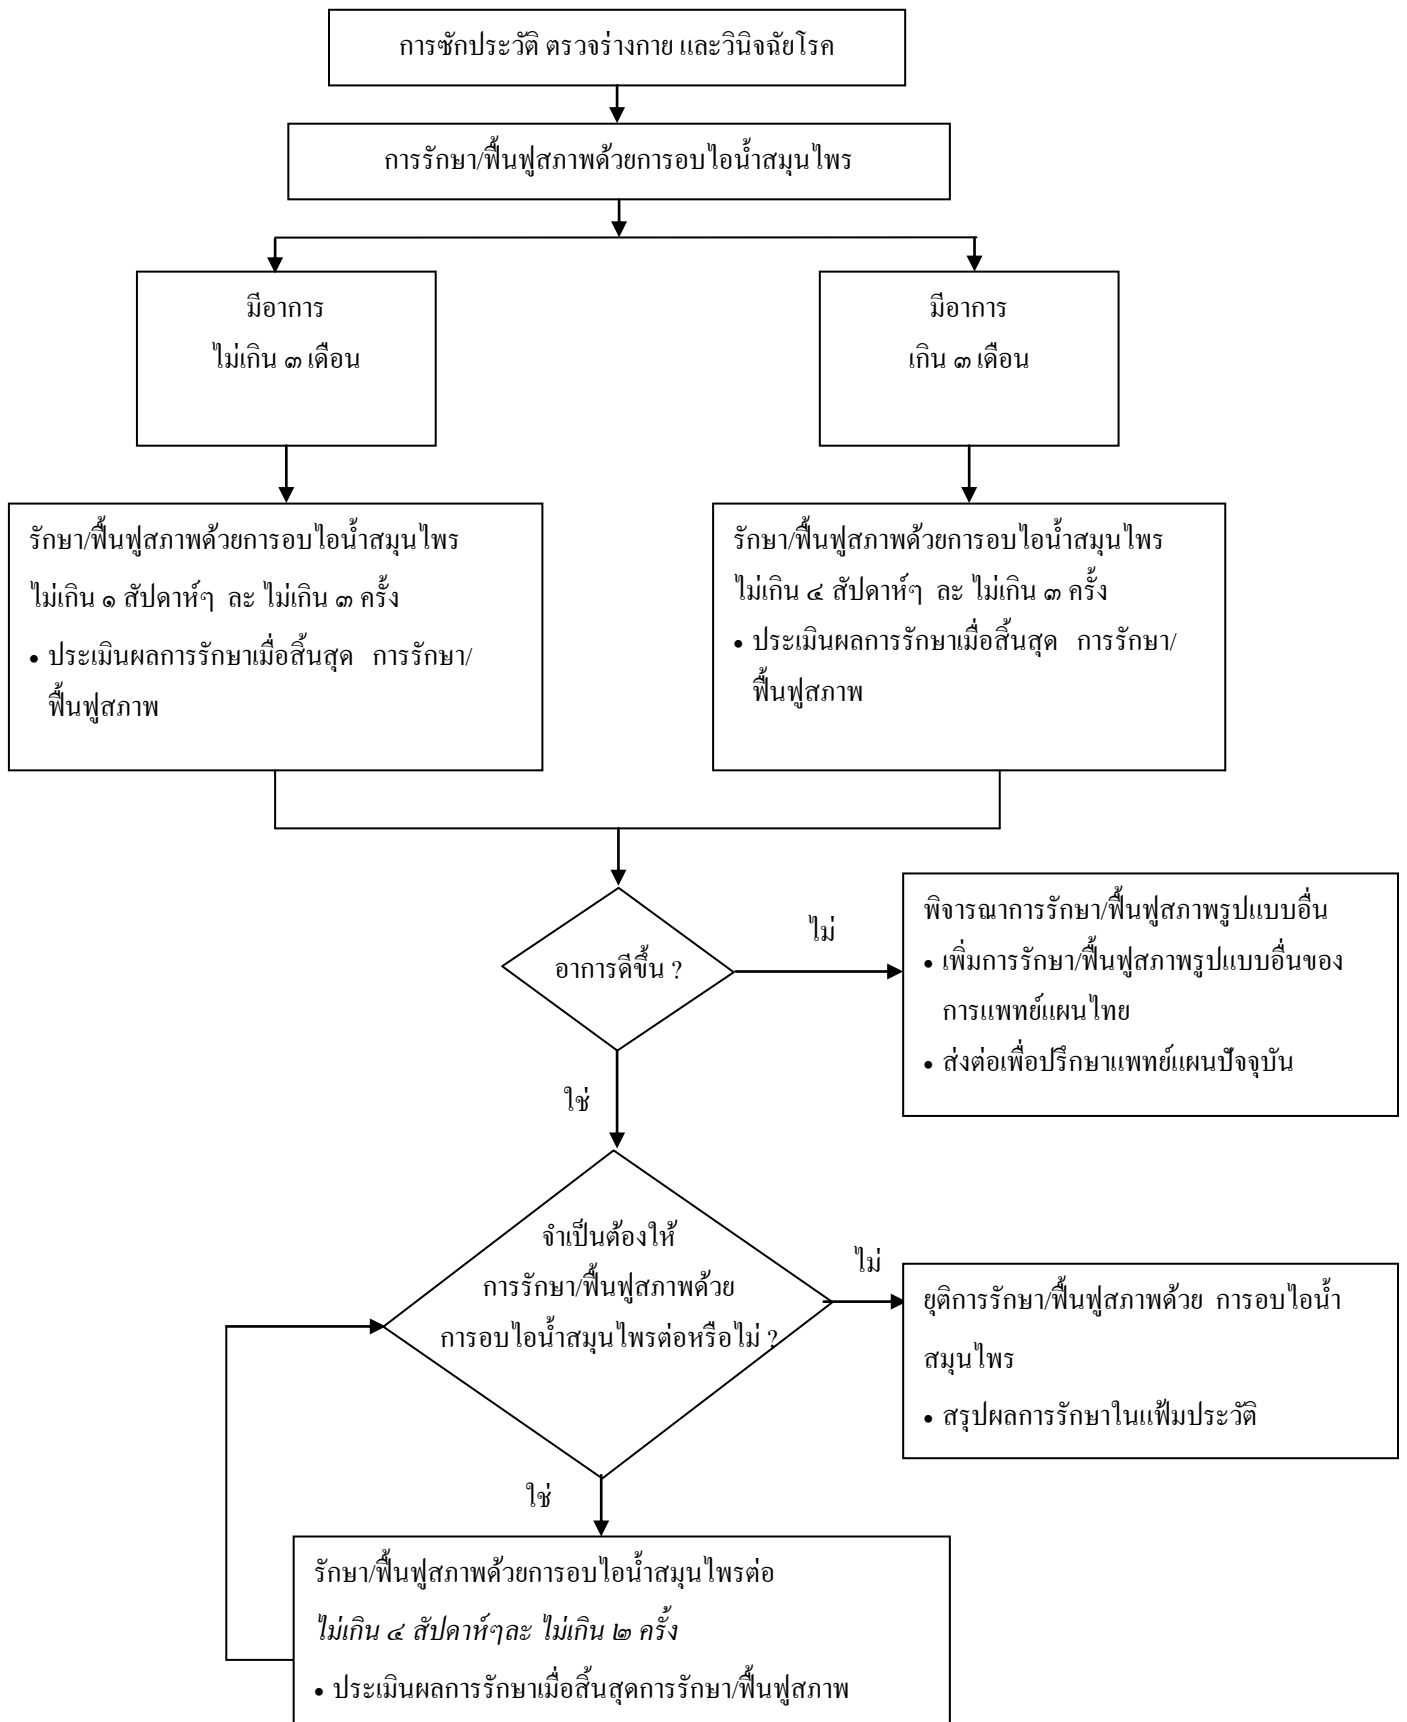 การซักประวัติ ตรวจร่างกาย และวินิจฉัยโรค
การรักษา/ฟื้นฟูสภาพด้วยการอบไอน้ำสมุนไพร
มีอาการ
ไม่เกิน ๓ เดือน
มีอาการ
เกิน ๓ เดือน
รักษา/ฟื้นฟูสภาพด้วยการอบไอน้ำสมุนไพร
ไม่เกิน ๑ สัปดาห์ๆ ละ ไม่เกิน ๓ ครั้ง
• ประเมินผลการรักษาเมื่อสิ้นสุด การรักษา/
ฟื้นฟูสภาพ
รักษา/ฟื้นฟูสภาพด้วยการอบไอน้ำสมุนไพร
ไม่เกิน ๔ สัปดาห์ๆ ละ ไม่เกิน ๓ ครั้ง
• ประเมินผลการรักษาเมื่อสิ้นสุด การรักษา/
ฟื้นฟูสภาพ
อาการดีขึ้น ?
ไม่
พิจารณาการรักษา/ฟื้นฟูสภาพรูปแบบอื่น
• เพิ่มการรักษา/ฟื้นฟูสภาพรูปแบบอื่นของ
การแพทย์แผนไทย
• ส่งต่อเพื่อปรึกษาแพทย์แผนปัจจุบัน
ใช่
จำเป็นต้องให้
การรักษา/ฟื้นฟูสภาพด้วย
การอบไอน้ำสมุนไพรต่อหรือไม่ ?
ไม่
ยุติการรักษา/ฟื้นฟูสภาพด้วย การอบไอน้ำ
สมุนไพร
• สรุปผลการรักษาในแฟ้มประวัติ
ใช่
รักษา/ฟื้นฟูสภาพด้วยการอบไอน้ำสมุนไพรต่อ
ไม่เกิน ๔ สัปดาห์ๆละ ไม่เกิน ๒ ครั้ง
• ประเมินผลการรักษาเมื่อสิ้นสุดการรักษา/ฟื้นฟูสภาพ